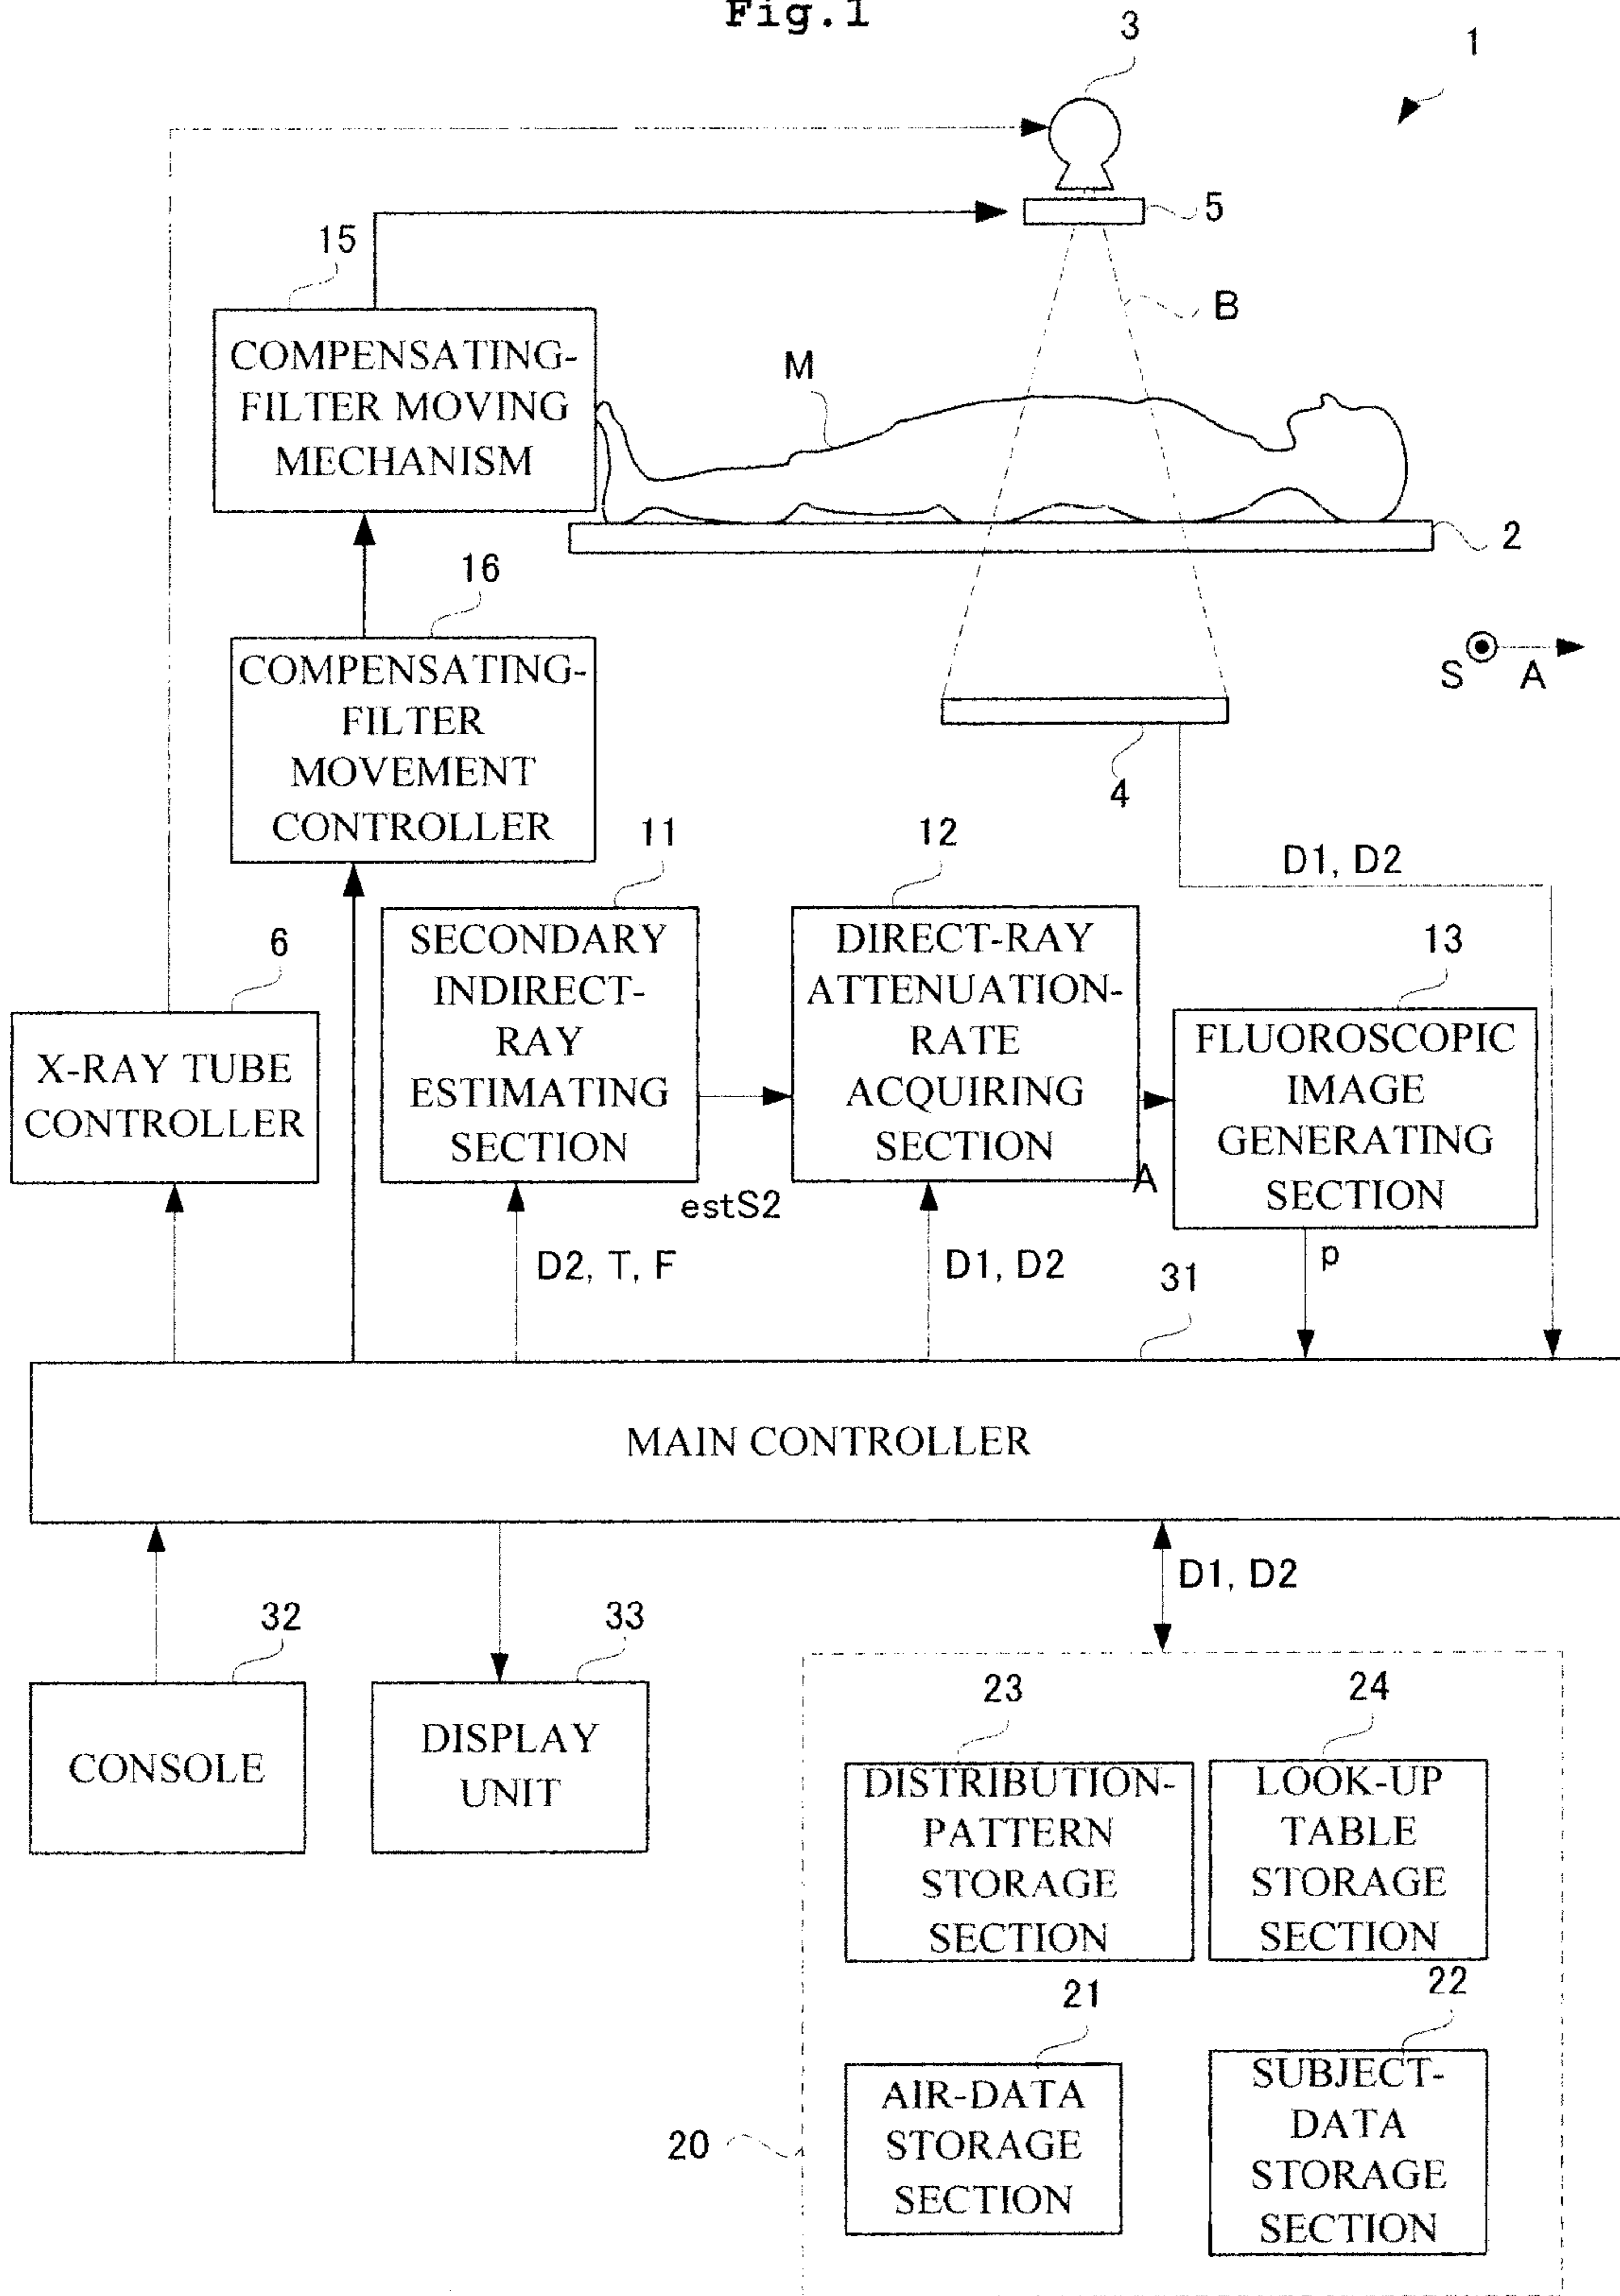 Fig.1
3
1
5
15
B
COMPENSATING-
FILTER MOVING
MECHANISM
M
2
16
COMPENSATING-
FILTER
MOVEMENT
CONTROLLER
S
A
4
11
12
D1, D2
6
13
SECONDARY
INDIRECT-
RAY
ESTIMATING
SECTION
DIRECT-RAY
ATTENUATION-
RATE
ACQUIRING
SECTION
FLUOROSCOPIC
IMAGE
GENERATING
SECTION
X-RAY TUBE
CONTROLLER
estS2
A
D2, T, F
D1, D2
p
31
MAIN CONTROLLER
D1, D2
32
33
CONSOLE
DISPLAY
UNIT
23
24
DISTRIBUTION-
PATTERN
STORAGE
SECTION
LOOK-UP
TABLE
STORAGE
SECTION
21
22
AIR-DATA
STORAGE
SECTION
SUBJECT-
DATA
STORAGE
SECTION
20